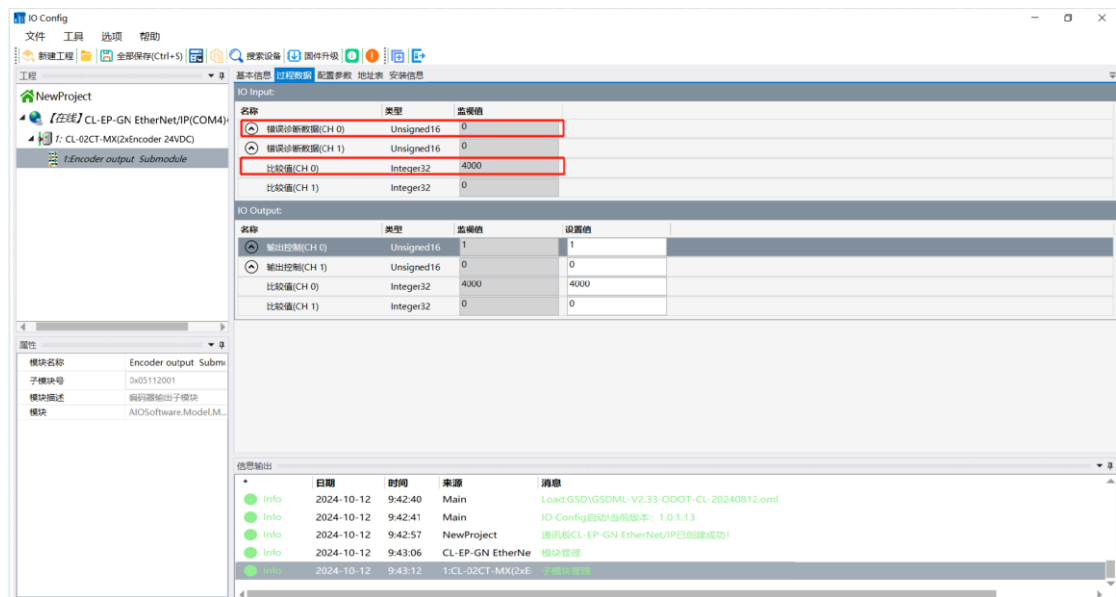 IO Config
文件 工具 选项 帮助
新建工程 全部保存(Ctrl+S) 搜索设备 固件升级
工程
基本信息 过程数据 配置参数 地址表 安装信息
NewProject
【在线】CL-EP-GN EtherNet/IP(COM4)
1: CL-02CT-MX(2xEncoder 24VDC)
1:Encoder output Submodule
IO Input:
名称 类型 监视值
错误诊断数据(CH 0) Unsigned16 0
错误诊断数据(CH 1) Unsigned16 0
比较值(CH 0) Integer32 4000
比较值(CH 1) Integer32 0
IO Output:
名称 类型 监视值 设置值
输出控制(CH 0) Unsigned16 1 1
输出控制(CH 1) Unsigned16 0 0
比较值(CH 0) Integer32 4000 4000
比较值(CH 1) Integer32 0 0
属性
模块名称 Encoder output Subm
子模块号 0x05112001
模块描述 编码器输出子模块
模块 AIOSoftware.Model.M...
信息输出
* 日期 时间 来源 消息
Info 2024-10-12 9:42:40 Main Load:GSD\GSDML-V2.33-ODOT-CL-20240812.oml
Info 2024-10-12 9:42:41 Main IO Config启动!当前版本：1.0.1.13
Info 2024-10-12 9:42:57 NewProject 通讯板CL-EP-GN EtherNet/IP已创建成功!
Info 2024-10-12 9:43:06 CL-EP-GN EtherNe 模块管理
Info 2024-10-12 9:43:12 1:CL-02CT-MX(2xE 子模块管理